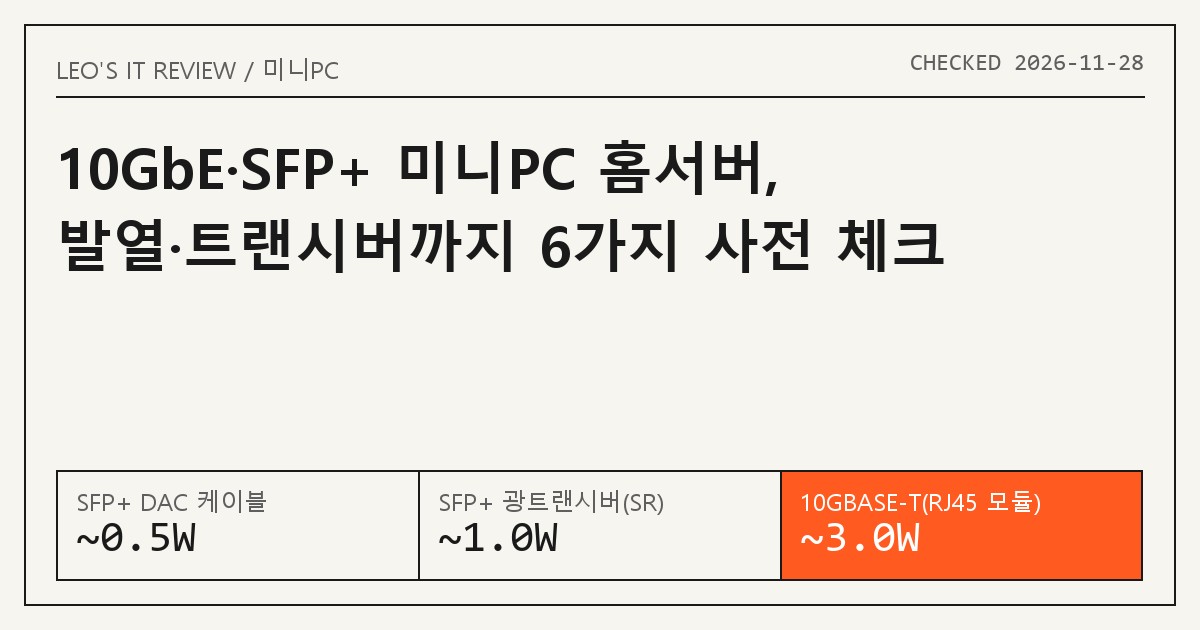 LEO'S IT REVIEW / 미니PC
CHECKED 2026-11-28
10GbE·SFP+ 미니PC 홈서버,
발열·트랜시버까지 6가지 사전 체크
SFP+ DAC 케이블
~0.5W
SFP+ 광트랜시버(SR)
~1.0W
10GBASE-T(RJ45 모듈)
~3.0W